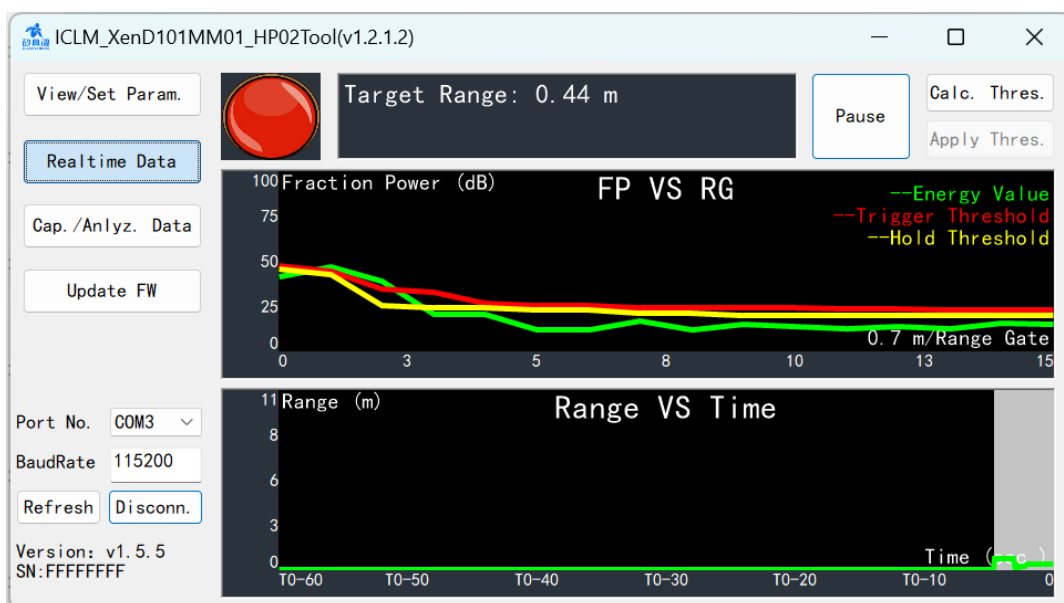 矽典微
ICLM_XenD101MM01_HP02Tool(v1.2.1.2)
View/Set Param.
Realtime Data
Cap./Anlyz. Data
Update FW
Port No. COM3
BaudRate 115200
Refresh Disconn.
Version: v1.5.5
SN:FFFFFFFF
Target Range: 0.44 m
Pause
Calc. Thres.
Apply Thres.
FP VS RG
Fraction Power (dB)
--Energy Value
--Trigger Threshold
--Hold Threshold
100
75
50
25
0
0.7 m/Range Gate
0 3 5 8 10 13 15
Range VS Time
Range (m)
11
8
6
3
0
Time (
)
T0-60 T0-50 T0-40 T0-30 T0-20 T0-10 0